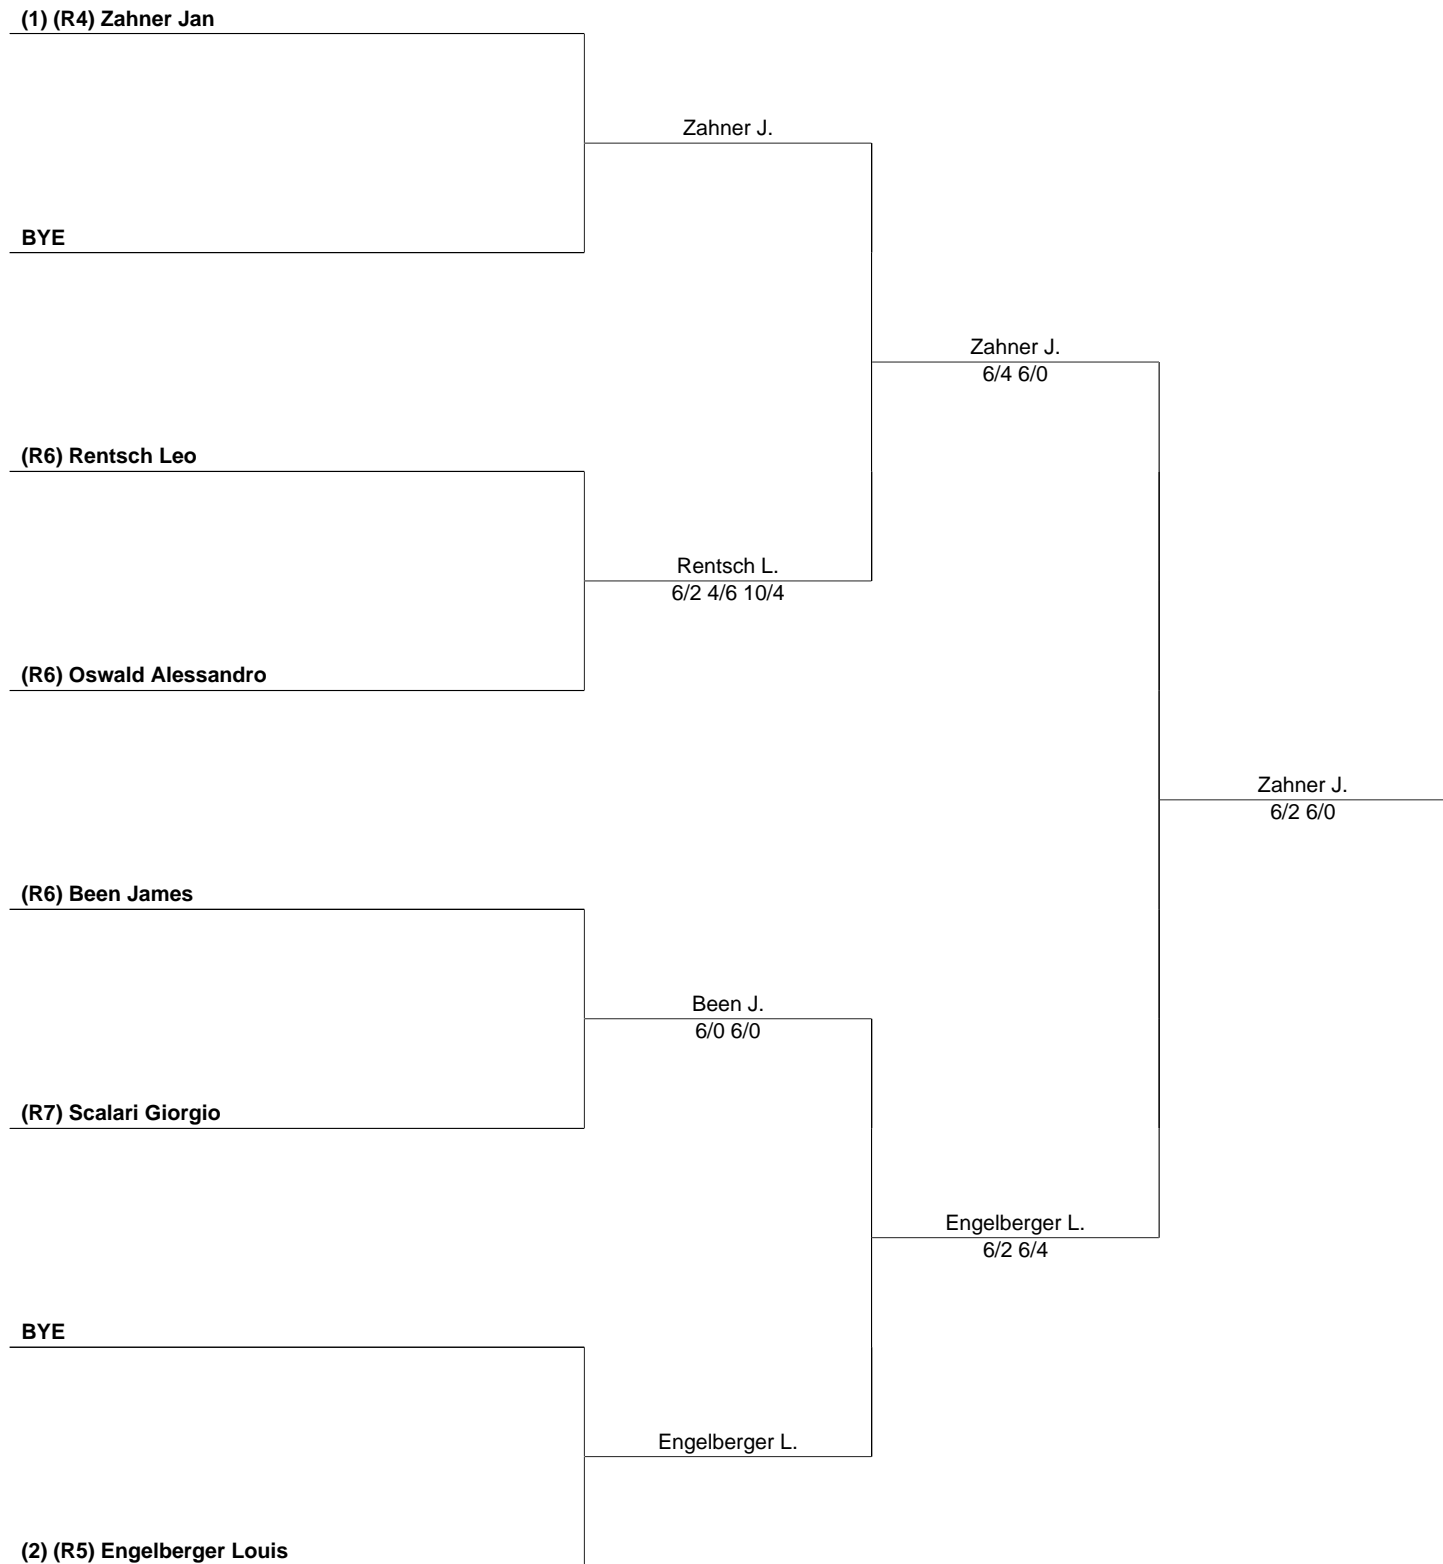 (1) (R4) Zahner Jan
Zahner J.
BYE
Zahner J.
6/4 6/0
(R6) Rentsch Leo
Rentsch L.
6/2 4/6 10/4
(R6) Oswald Alessandro
Zahner J.
6/2 6/0
(R6) Been James
Been J.
6/0 6/0
(R7) Scalari Giorgio
Engelberger L.
6/2 6/4
BYE
Engelberger L.
(2) (R5) Engelberger Louis